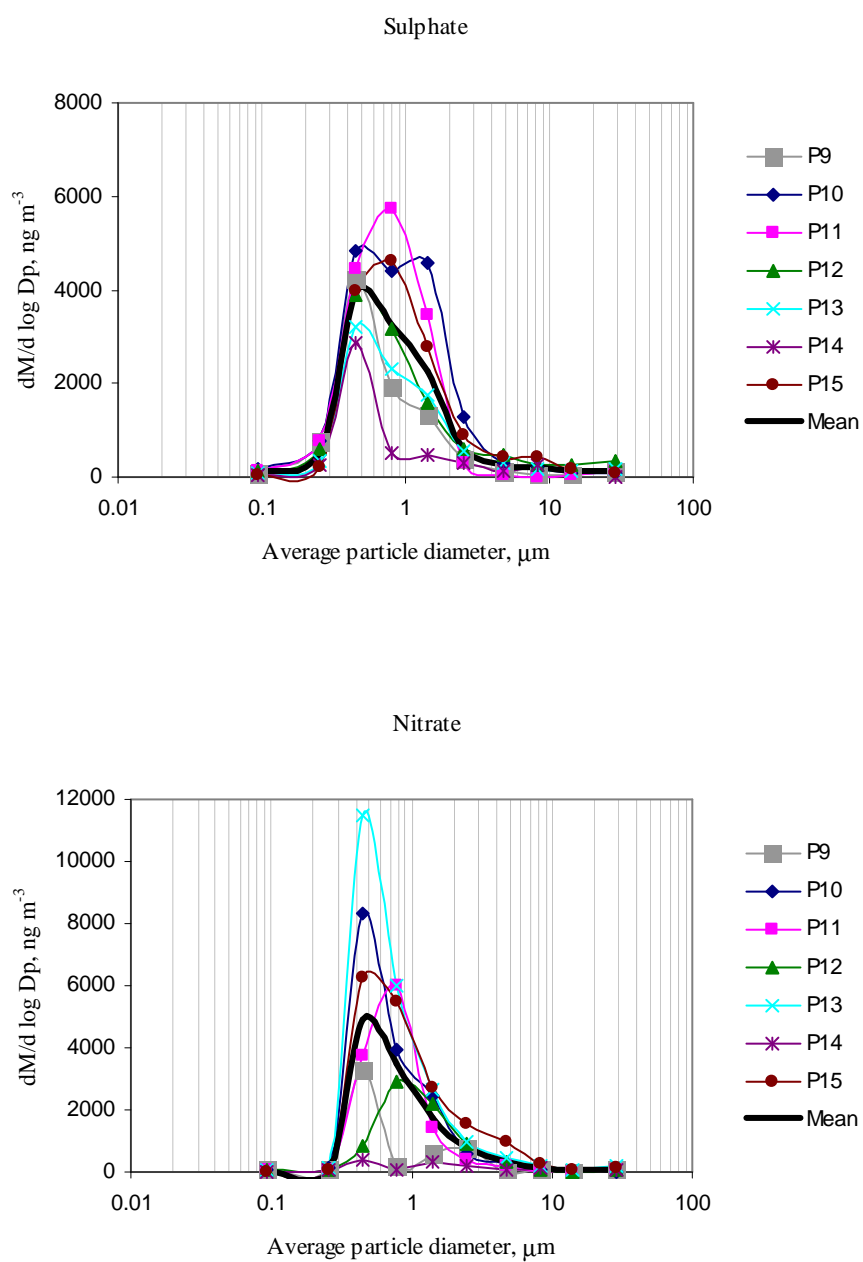 Sulphate
8000
6000
4000
2000
0
0.01 0.1 1 10 100
dM/d log Dp, ng m-3
Average particle diameter, μm
P9
P10
P11
P12
P13
P14
P15
Mean
Nitrate
12000
10000
8000
6000
4000
2000
0
0.01 0.1 1 10 100
dM/d log Dp, ng m-3
Average particle diameter, μm
P9
P10
P11
P12
P13
P14
P15
Mean